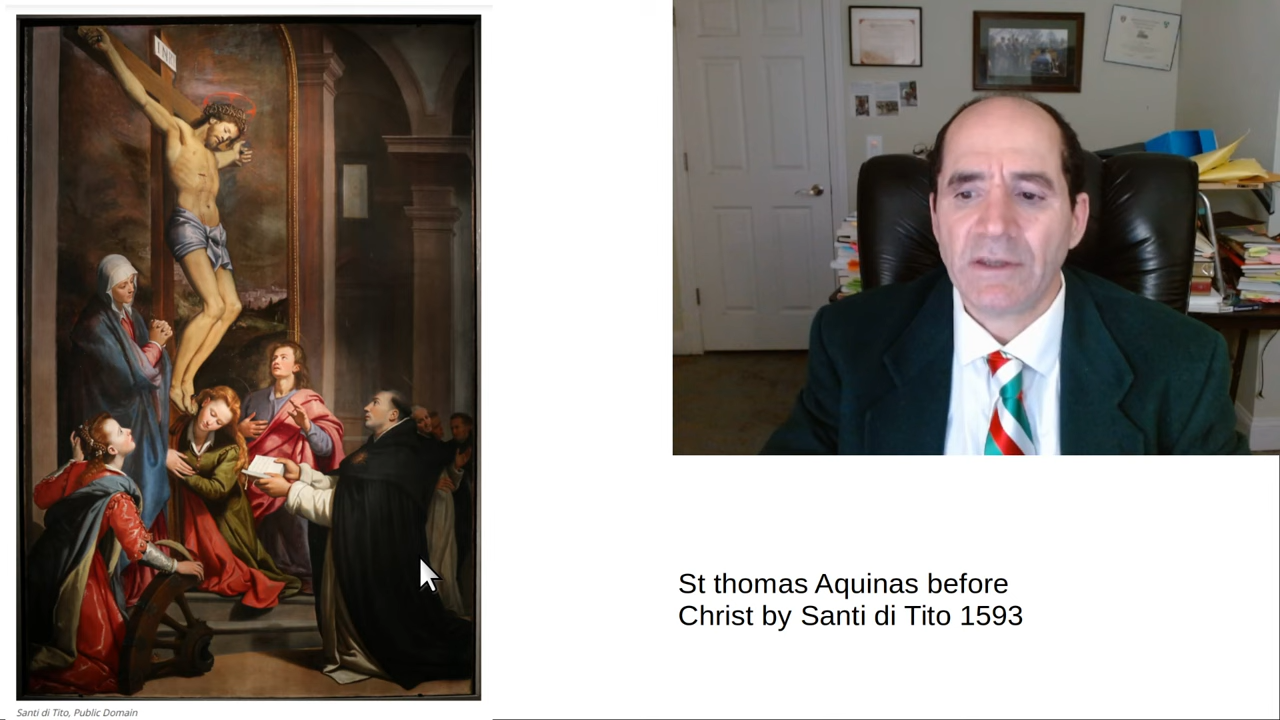 INRI
Santi di Tito, Public Domain
St thomas Aquinas before
Christ by Santi di Tito 1593